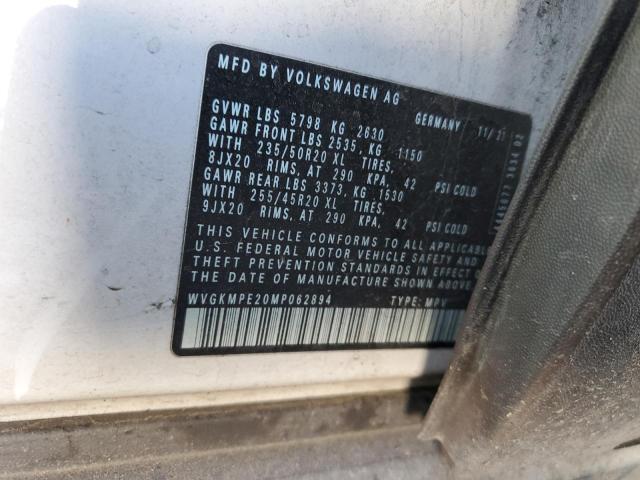 MFD BY VOLKSWAGEN AG
GERMANY 11/21
GVWR LBS 5798 KG 2630
GAWR FRONT LBS 2535, KG 1150
WITH 235/50R20 XL TIRES,
8JX20 RIMS, AT 290 KPA, 42 PSI COLD
GAWR REAR LBS 3373, KG 1530
WITH 255/45R20 XL TIRES,
9JX20 RIMS, AT 290 KPA, 42 PSI COLD
THIS VEHICLE CONFORMS TO ALL APPLICABLE
U.S. FEDERAL MOTOR VEHICLE SAFETY AND
THEFT PREVENTION STANDARDS IN EFFECT
THE DATE OF MANUFACTURE SHOWN ABOVE
WVGKMPE20MP062894 TYPE: MPV